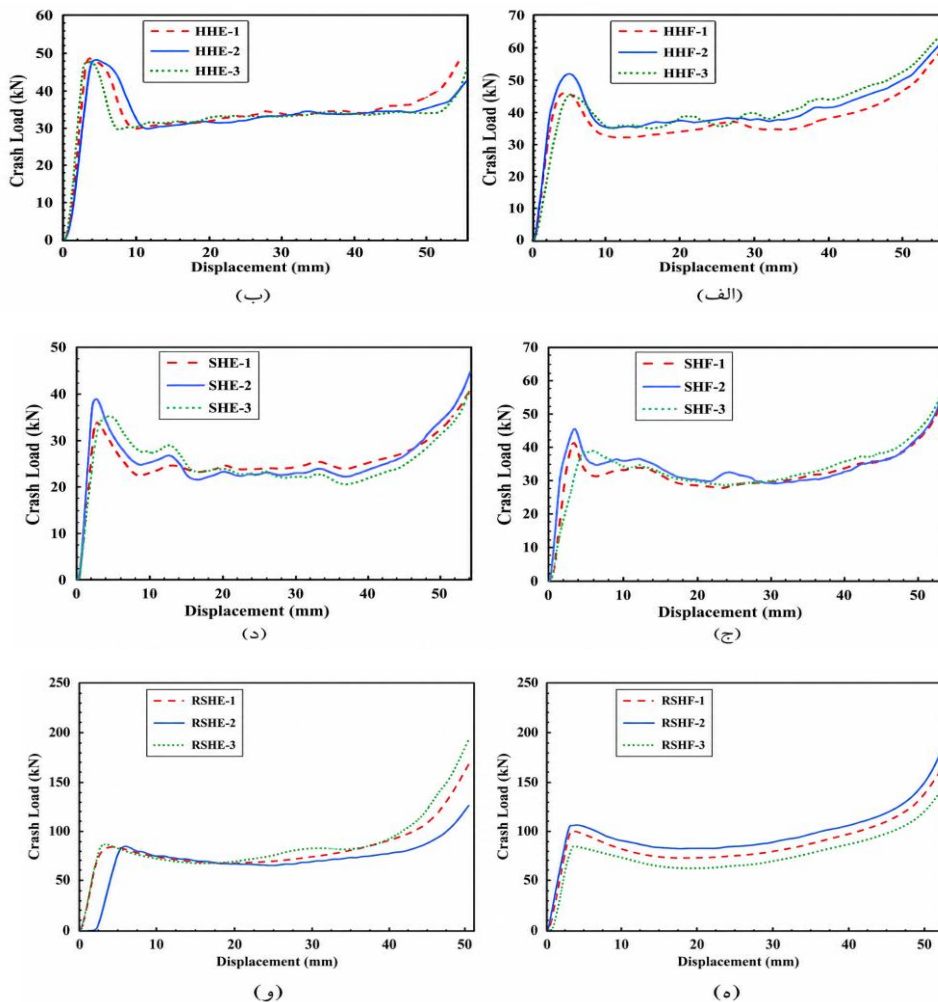 60
50
40
30
20
10
0
Crash Load (kN)
HHE-1
HHE-2
HHE-3
0 10 20 30 40 50
Displacement (mm)
(ب)
70
60
50
40
30
20
10
0
Crash Load (kN)
HHF-1
HHF-2
HHF-3
0 10 20 30 40 50
Displacement (mm)
(الف)
50
40
30
20
10
0
Crash Load (kN)
SHE-1
SHE-2
SHE-3
0 10 20 30 40 50
Displacement (mm)
(د)
70
60
50
40
30
20
10
0
Crash Load (kN)
SHF-1
SHF-2
SHF-3
0 10 20 30 40 50
Displacement (mm)
(ج)
250
200
150
100
50
0
Crash Load (kN)
RSHE-1
RSHE-2
RSHE-3
0 10 20 30 40 50
Displacement (mm)
(و)
250
200
150
100
50
0
Crash Load (kN)
RSHF-1
RSHF-2
RSHF-3
0 10 20 30 40 50
Displacement (mm)
(ه)